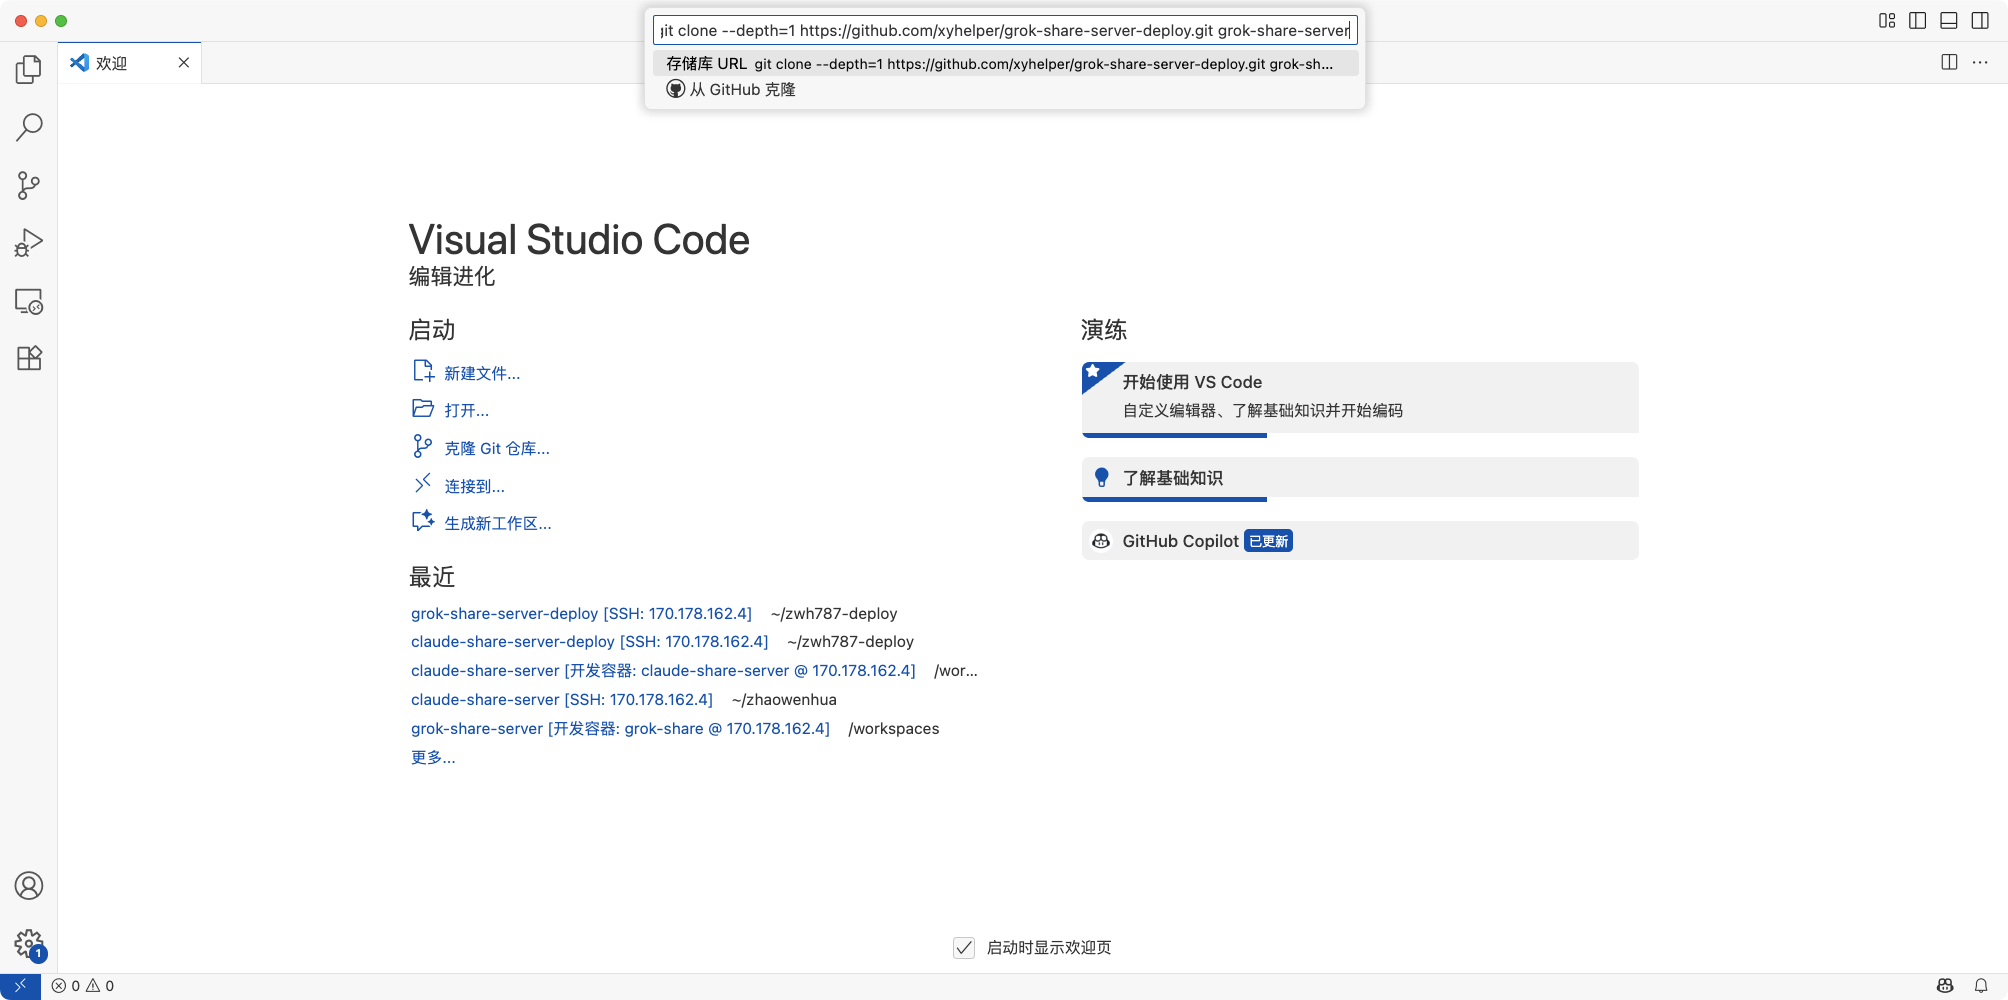 git clone --depth=1 https://github.com/xyhelper/grok-share-server-deploy.git grok-share-server
存储库 URL git clone --depth=1 https://github.com/xyhelper/grok-share-server-deploy.git grok-sh...
从 GitHub 克隆
欢迎
Visual Studio Code
编辑进化
启动
新建文件...
打开...
克隆 Git 仓库...
连接到...
生成新工作区...
最近
grok-share-server-deploy [SSH: 170.178.162.4] ~/zwh787-deploy
claude-share-server-deploy [SSH: 170.178.162.4] ~/zwh787-deploy
claude-share-server [开发容器: claude-share-server @ 170.178.162.4] /wor...
claude-share-server [SSH: 170.178.162.4] ~/zhaowenhua
grok-share-server [开发容器: grok-share @ 170.178.162.4] /workspaces
更多...
演练
开始使用 VS Code
自定义编辑器、了解基础知识并开始编码
了解基础知识
GitHub Copilot 已更新
启动时显示欢迎页
1
0 0